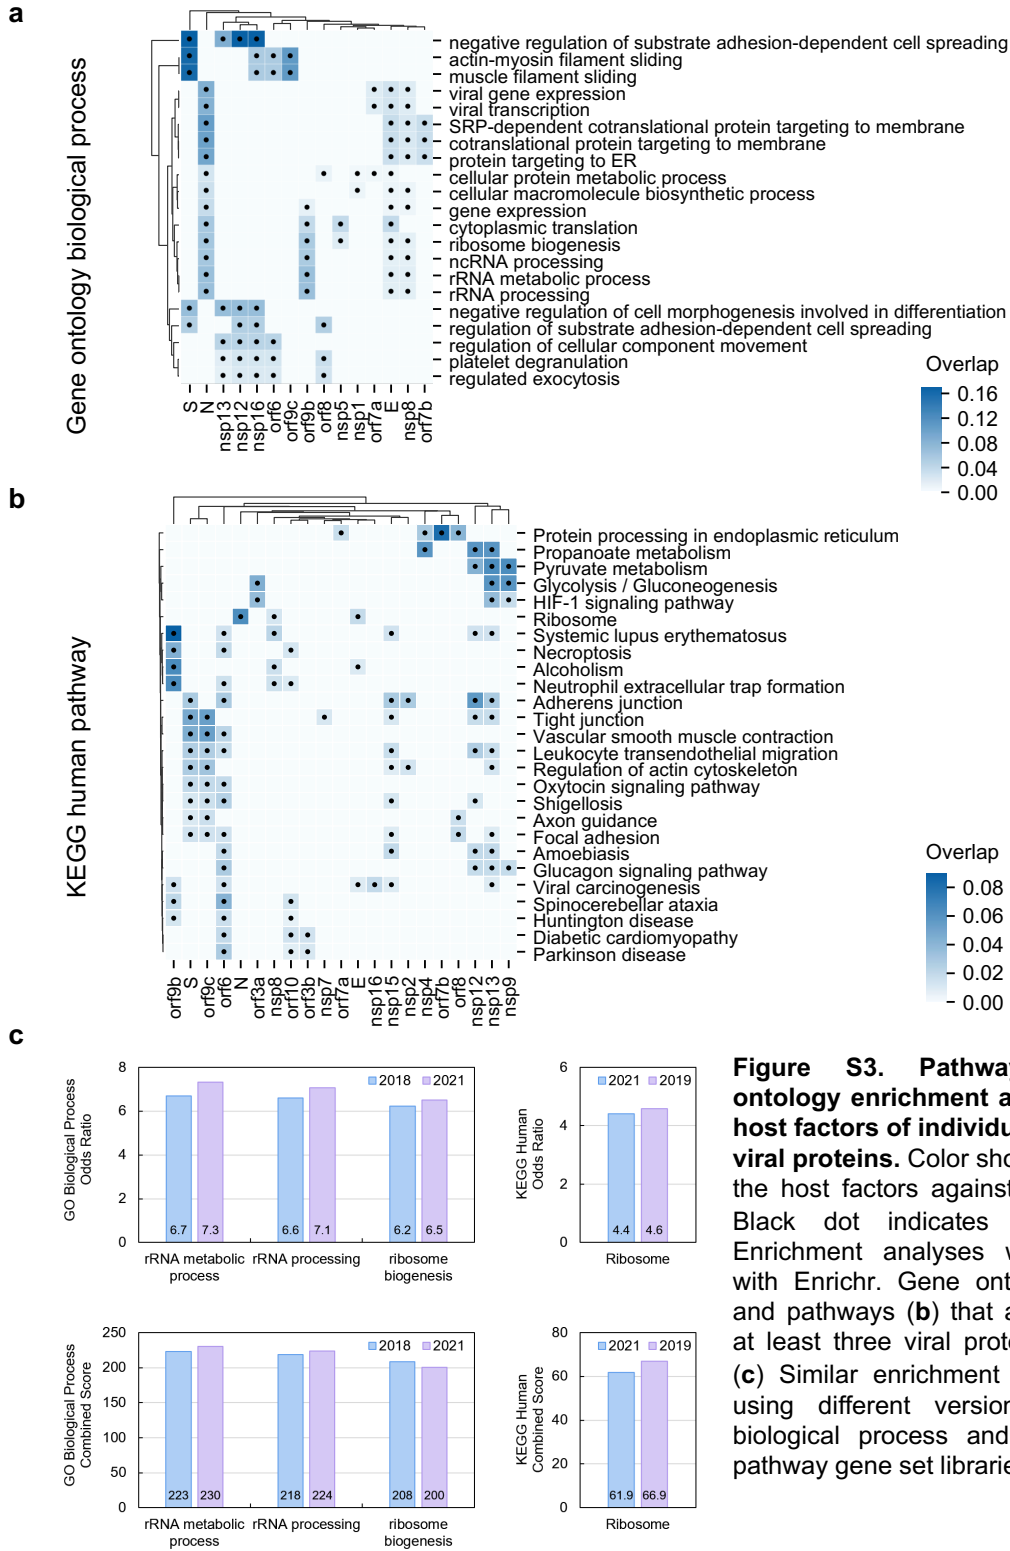 a
Gene ontology biological process
negative regulation of substrate adhesion-dependent cell spreading
actin-myosin filament sliding
muscle filament sliding
viral gene expression
viral transcription
SRP-dependent cotranslational protein targeting to membrane
cotranslational protein targeting to membrane
protein targeting to ER
cellular protein metabolic process
cellular macromolecule biosynthetic process
gene expression
cytoplasmic translation
ribosome biogenesis
ncRNA processing
rRNA metabolic process
rRNA processing
negative regulation of cell morphogenesis involved in differentiation
regulation of substrate adhesion-dependent cell spreading
regulation of cellular component movement
platelet degranulation
regulated exocytosis
S
N
nsp13
nsp12
nsp16
orf6
orf9c
orf9b
orf8
nsp5
nsp1
orf7a
E
nsp8
orf7b
Overlap
0.16
0.12
0.08
0.04
0.00
b
KEGG human pathway
Protein processing in endoplasmic reticulum
Propanoate metabolism
Pyruvate metabolism
Glycolysis / Gluconeogenesis
HIF-1 signaling pathway
Ribosome
Systemic lupus erythematosus
Necroptosis
Alcoholism
Neutrophil extracellular trap formation
Adherens junction
Tight junction
Vascular smooth muscle contraction
Leukocyte transendothelial migration
Regulation of actin cytoskeleton
Oxytocin signaling pathway
Shigellosis
Axon guidance
Focal adhesion
Amoebiasis
Glucagon signaling pathway
Viral carcinogenesis
Spinocerebellar ataxia
Huntington disease
Diabetic cardiomyopathy
Parkinson disease
orf9b
S
orf9c
orf6
N
orf3a
nsp8
orf10
orf3b
nsp7
orf7a
E
nsp16
nsp15
nsp2
nsp4
orf7b
orf8
nsp12
nsp13
nsp9
Overlap
0.08
0.06
0.04
0.02
0.00
c
GO Biological Process
Odds Ratio
8
6
4
2
0
2018 2021
6.7 7.3 6.6 7.1 6.2 6.5
rRNA metabolic
process
rRNA processing
ribosome
biogenesis
KEGG Human
Odds Ratio
6
4
2
0
2021 2019
4.4 4.6
Ribosome
GO Biological Process
Combined Score
250
200
150
100
50
0
2018 2021
223 230 218 224 208 200
rRNA metabolic
process
rRNA processing
ribosome
biogenesis
KEGG Human
Combined Score
80
60
40
20
0
2021 2019
61.9 66.9
Ribosome
Figure S3. Pathway
ontology enrichment a
host factors of individu
viral proteins. Color sho
the host factors against
Black dot indicates
Enrichment analyses w
with Enrichr. Gene ont
and pathways (b) that a
at least three viral prote
(c) Similar enrichment
using different version
biological process and
pathway gene set librarie